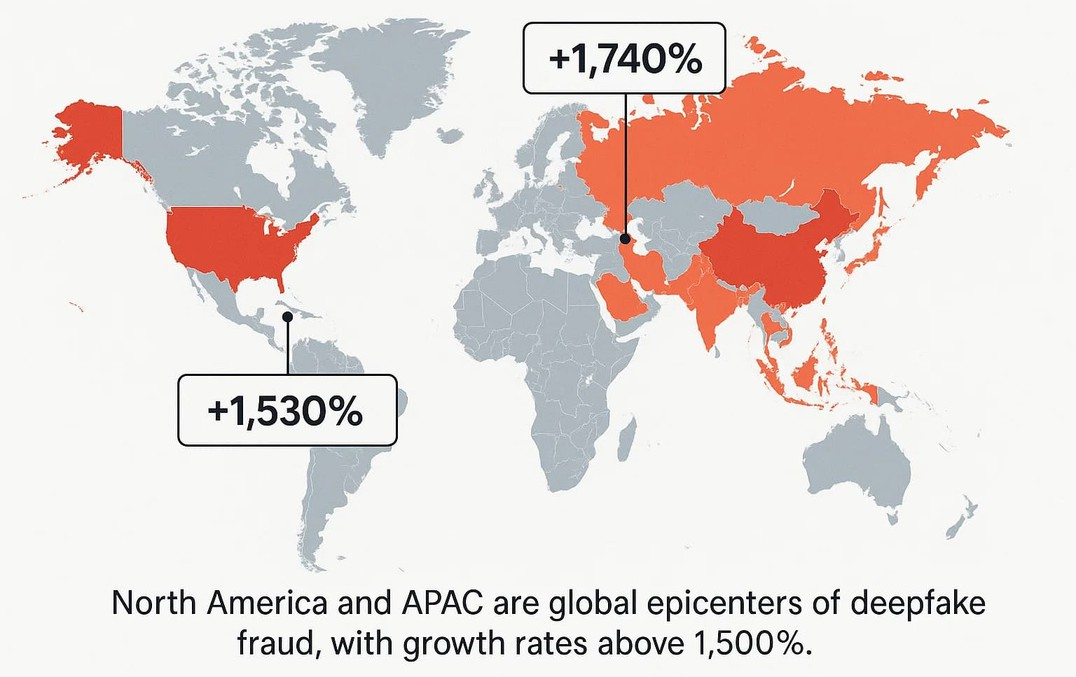 +1,740%
+1,530%
North America and APAC are global epicenters of deepfake
fraud, with growth rates above 1,500%.